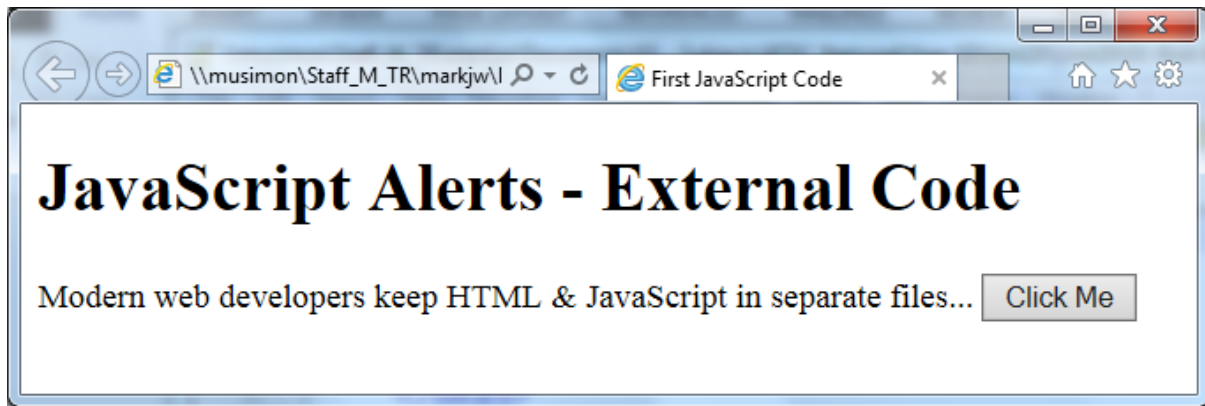 \\musimon\Staff_M_TR\markjw\I
First JavaScript Code
JavaScript Alerts - External Code
Modern web developers keep HTML & JavaScript in separate files... Click Me